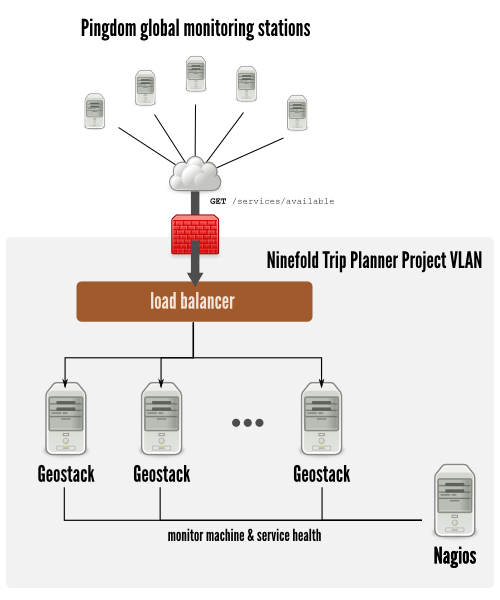 Pingdom global monitoring stations
GET /services/available
Ninefold Trip Planner Project VLAN
load balancer
Geostack Geostack Geostack
monitor machine & service health
Nagios